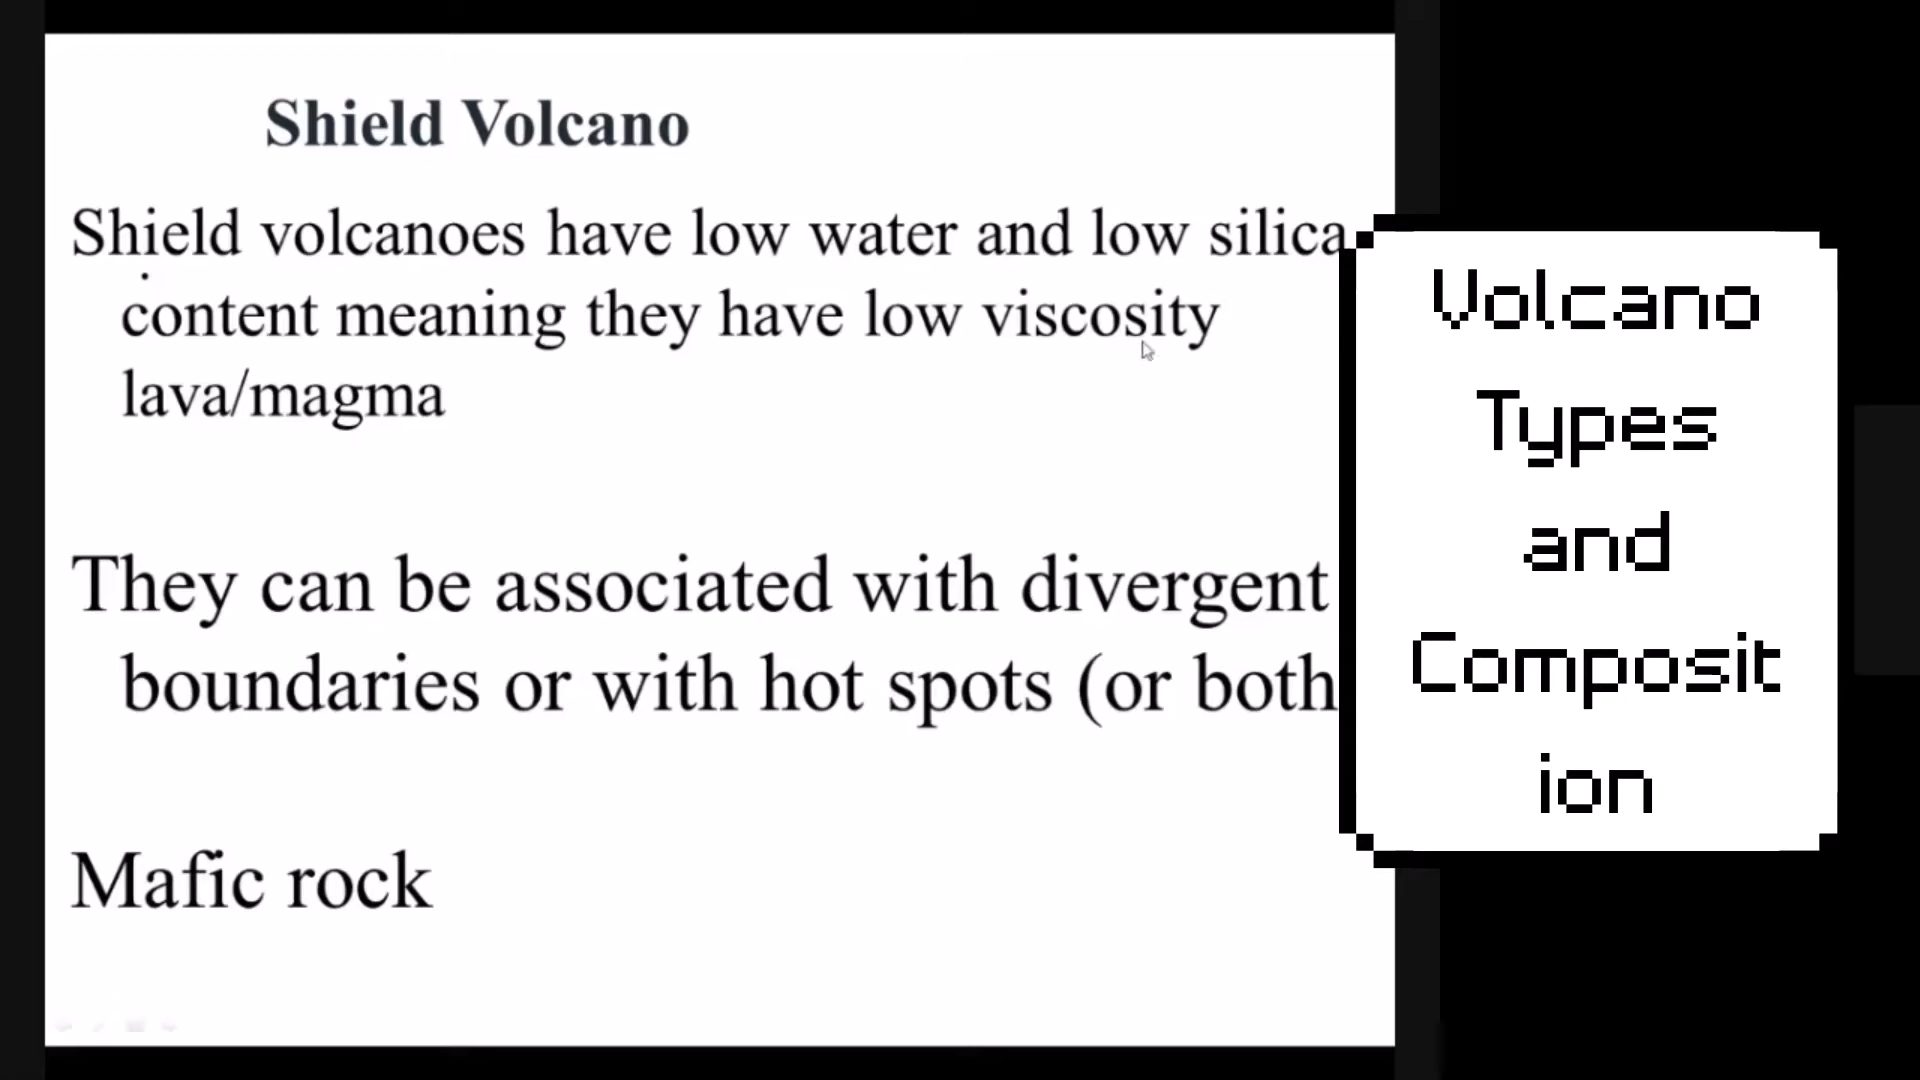 Shield Volcano
Shield volcanoes have low water and low silica
content meaning they have low viscosity
lava/magma
They can be associated with divergent
boundaries or with hot spots (or both
Mafic rock
Volcano
Types
and
Composit
ion